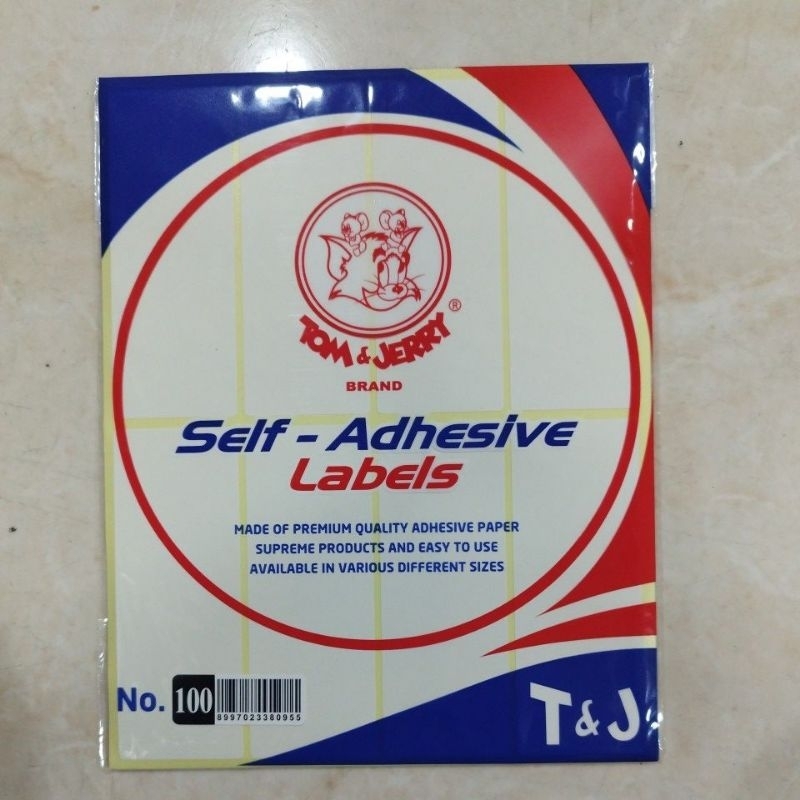 TOM & JERRY ®
BRAND
Self - Adhesive
Labels
MADE OF PREMIUM QUALITY ADHESIVE PAPER
SUPREME PRODUCTS AND EASY TO USE
AVAILABLE IN VARIOUS DIFFERENT SIZES
No. 100
8997023380955
T & J